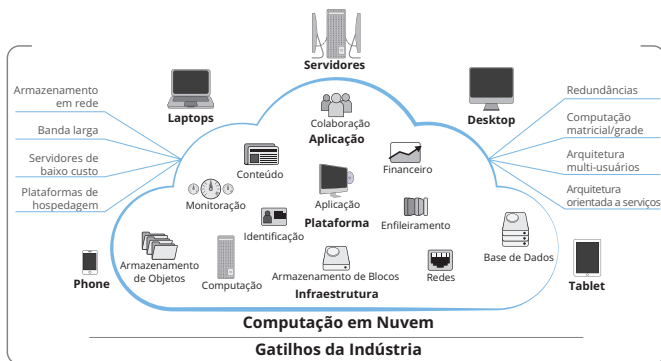 Servidores
Armazenamento
em rede
Banda larga
Servidores de
baixo custo
Plataformas de
hospedagem
Laptops
Desktop
Redundâncias
Computação
matricial/grade
Arquitetura
multi-usuários
Arquitetura
orientada a serviços
Colaboração
Aplicação
Conteúdo
Financeiro
Monitoração
Aplicação
Identificação
Plataforma
Enfileiramento
Armazenamento
de Objetos
Computação
Armazenamento de Blocos
Infraestrutura
Redes
Base de Dados
Phone
Tablet
Computação em Nuvem
Gatilhos da Indústria